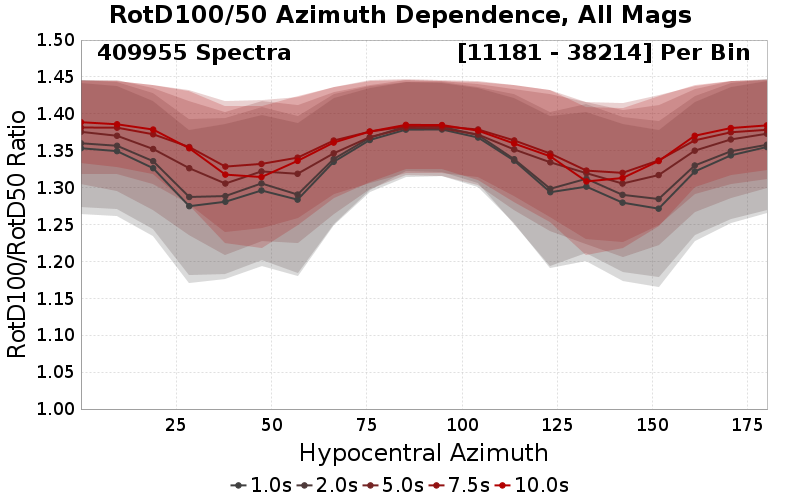 RotD100/50 Azimuth Dependence, All Mags
409955 Spectra
[11181 - 38214] Per Bin
RotD100/RotD50 Ratio
1.50
1.45
1.40
1.35
1.30
1.25
1.20
1.15
1.10
1.05
1.00
25 50 75 100 125 150 175
Hypocentral Azimuth
1.0s 2.0s 5.0s 7.5s 10.0s